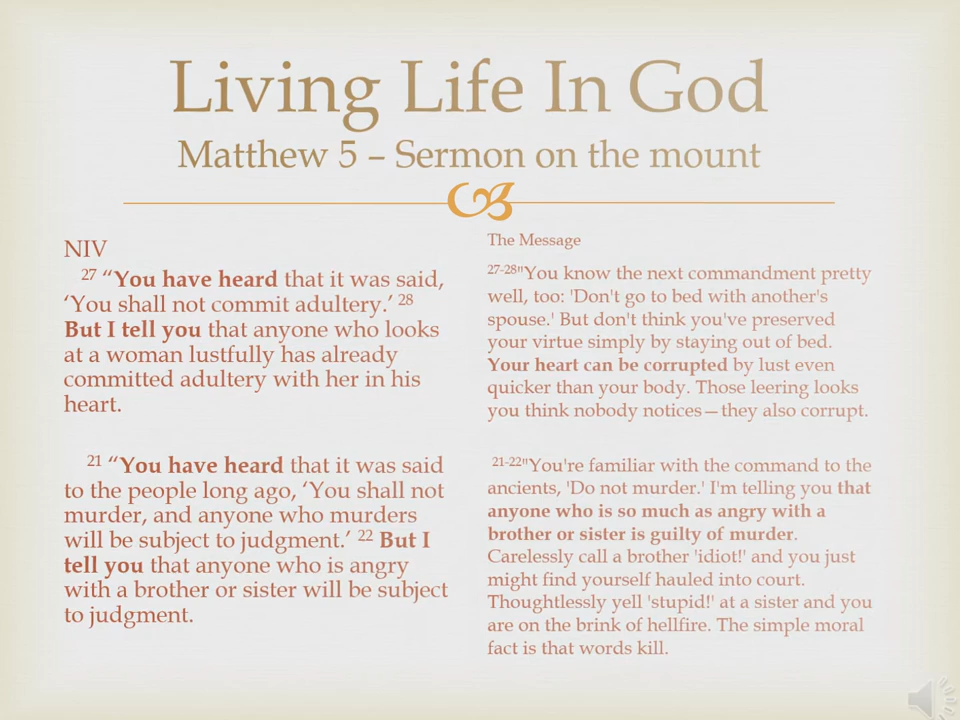 Living Life In God
Matthew 5 – Sermon on the mount
NIV
27 “You have heard that it was said,
‘You shall not commit adultery.’ 28
But I tell you that anyone who looks
at a woman lustfully has already
committed adultery with her in his
heart.
21 “You have heard that it was said
to the people long ago, ‘You shall not
murder, and anyone who murders
will be subject to judgment.’ 22 But I
tell you that anyone who is angry
with a brother or sister will be subject
to judgment.
The Message
27-28"You know the next commandment pretty
well, too: 'Don't go to bed with another's
spouse.' But don't think you've preserved
your virtue simply by staying out of bed.
Your heart can be corrupted by lust even
quicker than your body. Those leering looks
you think nobody notices—they also corrupt.
21-22"You're familiar with the command to the
ancients, 'Do not murder.' I'm telling you that
anyone who is so much as angry with a
brother or sister is guilty of murder.
Carelessly call a brother 'idiot!' and you just
might find yourself hauled into court.
Thoughtlessly yell 'stupid!' at a sister and you
are on the brink of hellfire. The simple moral
fact is that words kill.